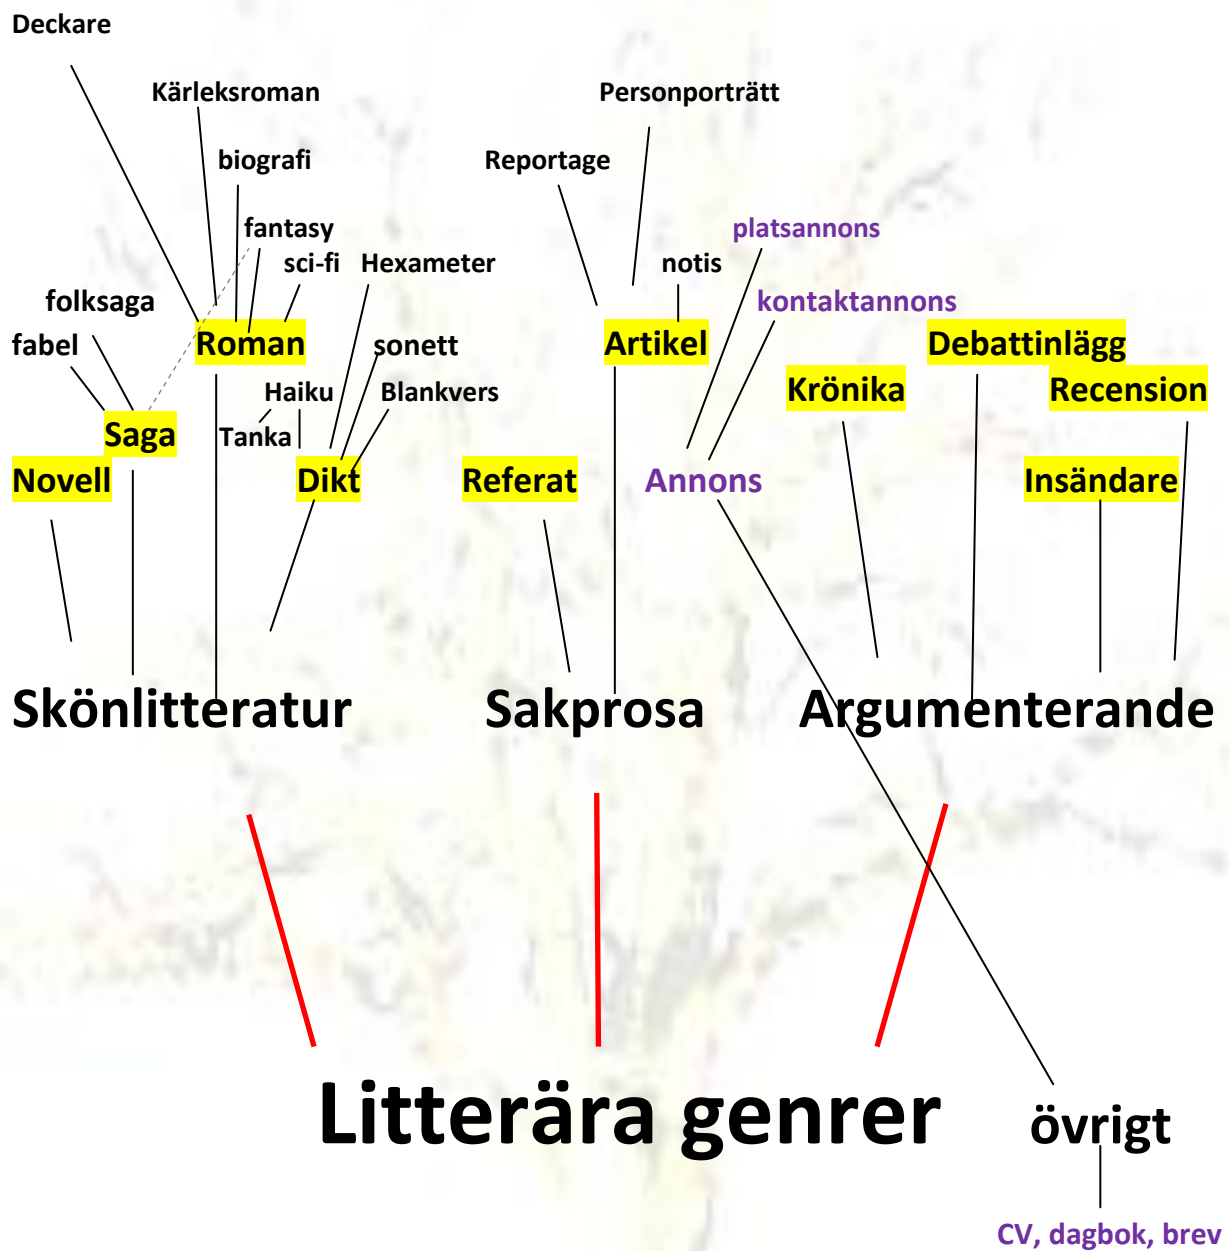 Deckare
Kärleksroman
Personporträtt
biografi
Reportage
fantasy
platsannons
sci-fi
Hexameter
notis
folksaga
kontaktannons
fabel
Roman
sonett
Artikel
Debattinlägg
Haiku
Blankvers
Krönika
Recension
Saga
Tanka
Novell
Dikt
Referat
Annons
Insändare
Skönlitteratur
Sakprosa
Argumenterande
Litterära genrer
övrigt
CV, dagbok, brev